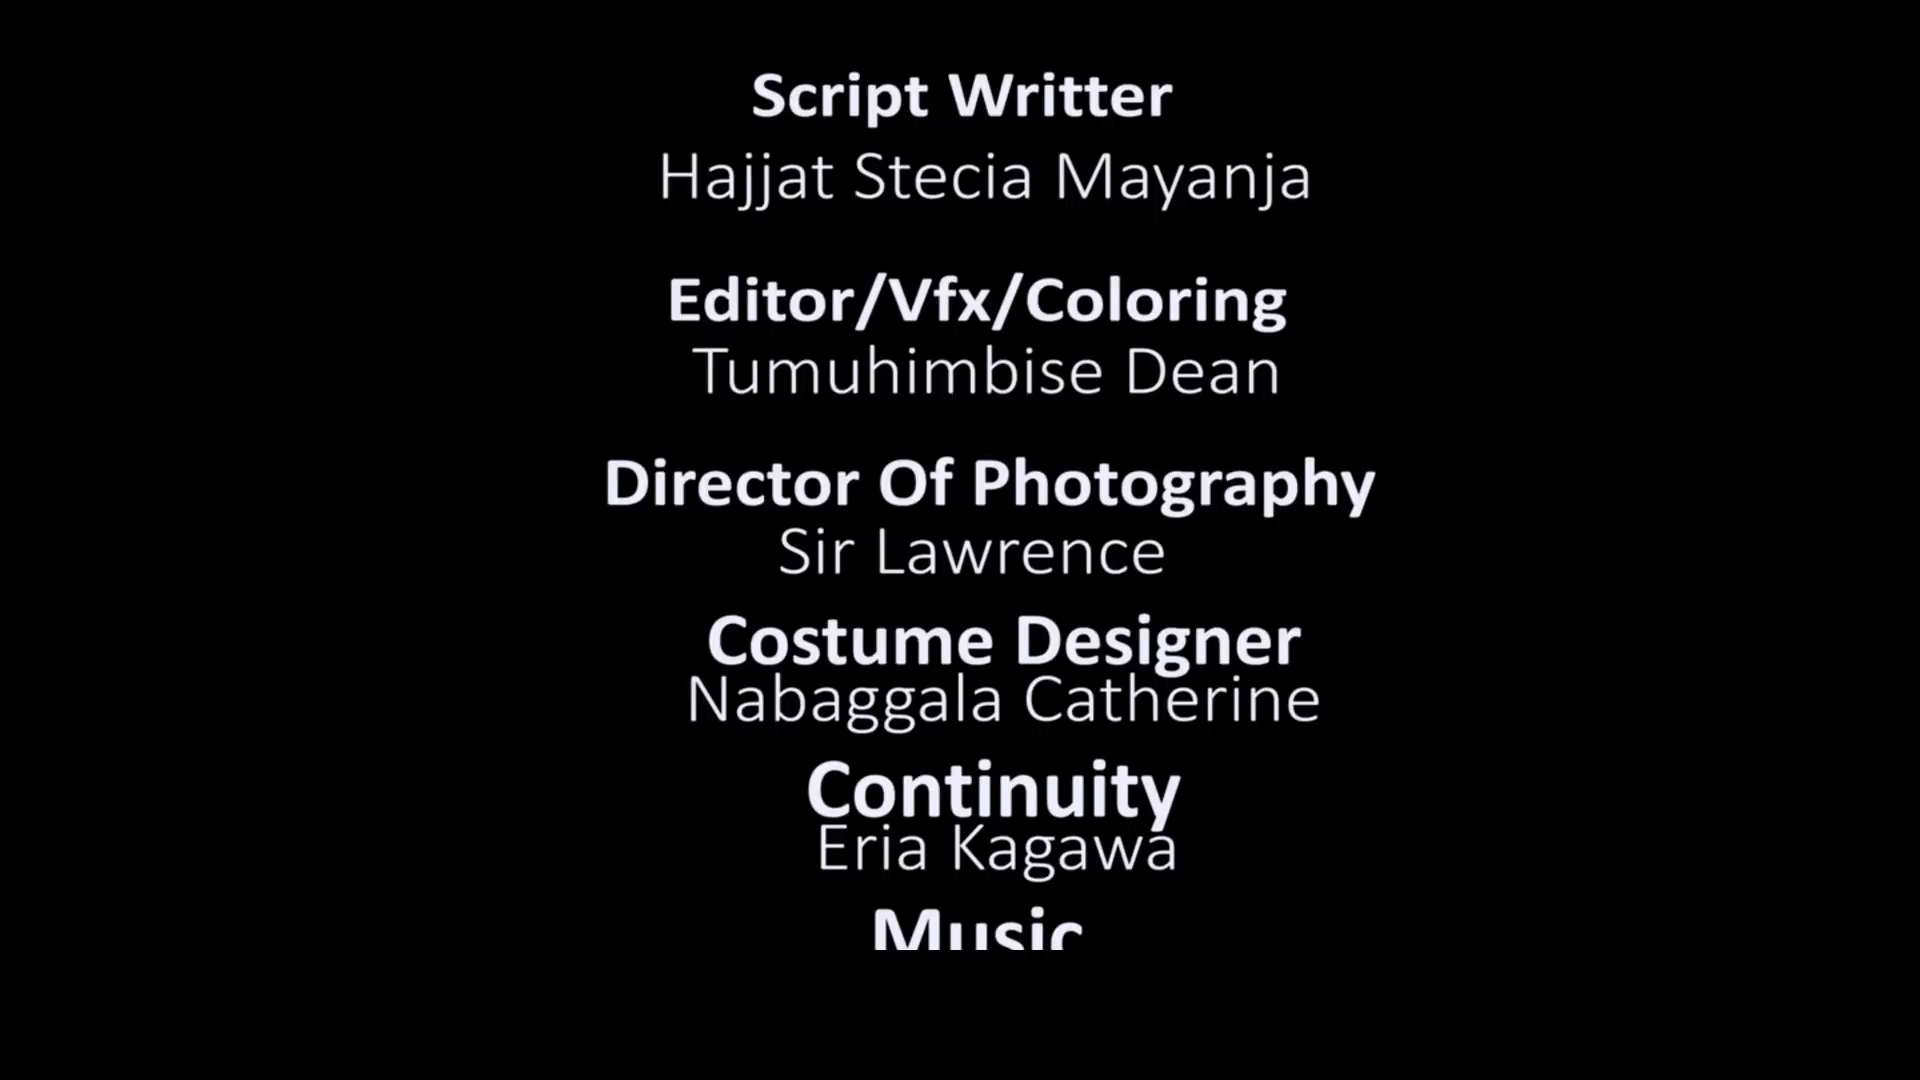 Script Writter
Hajjat Stecia Mayanja
Editor/Vfx/Coloring
Tumuhimbise Dean
Director Of Photography
Sir Lawrence
Costume Designer
Nabaggala Catherine
Continuity
Eria Kagawa
Music